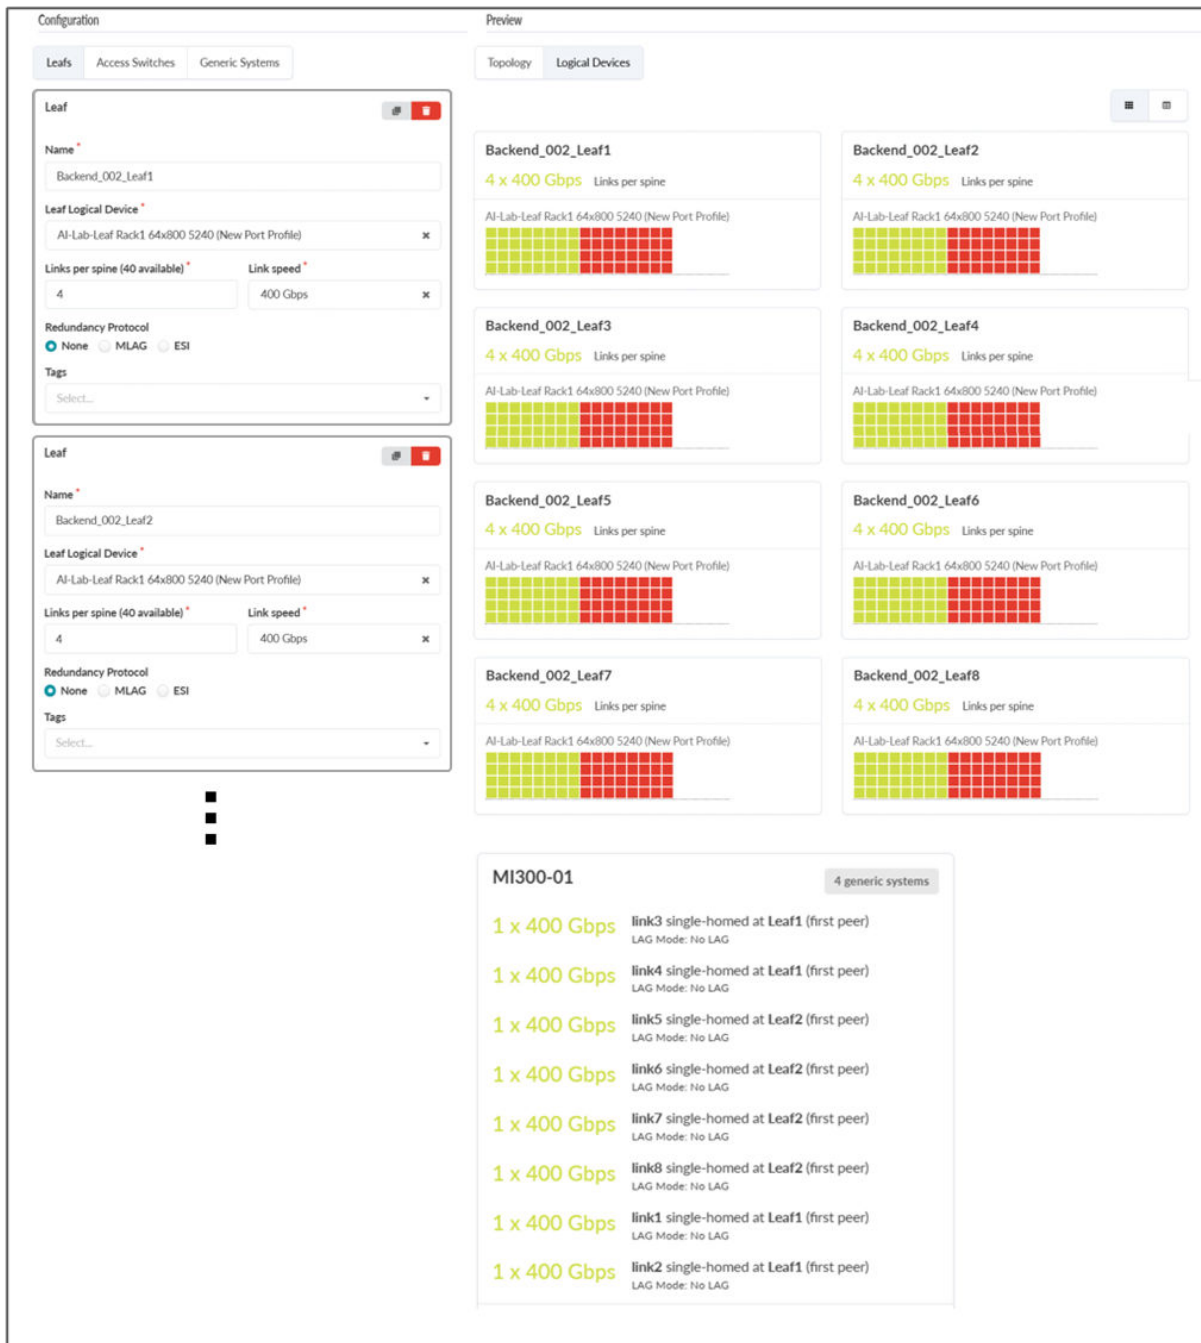 Configuration
Leafs Access Switches Generic Systems
Leaf
Name *
Backend_002_Leaf1
Leaf Logical Device *
AI-Lab-Leaf Rack1 64x800 5240 (New Port Profile)
Links per spine (40 available) * Link speed *
4 400 Gbps
Redundancy Protocol
None MLAG ESI
Tags
Select...
Leaf
Name *
Backend_002_Leaf2
Leaf Logical Device *
AI-Lab-Leaf Rack1 64x800 5240 (New Port Profile)
Links per spine (40 available) * Link speed *
4 400 Gbps
Redundancy Protocol
None MLAG ESI
Tags
Select...
Preview
Topology Logical Devices
Backend_002_Leaf1
4 x 400 Gbps Links per spine
AI-Lab-Leaf Rack1 64x800 5240 (New Port Profile)
Backend_002_Leaf2
4 x 400 Gbps Links per spine
AI-Lab-Leaf Rack1 64x800 5240 (New Port Profile)
Backend_002_Leaf3
4 x 400 Gbps Links per spine
AI-Lab-Leaf Rack1 64x800 5240 (New Port Profile)
Backend_002_Leaf4
4 x 400 Gbps Links per spine
AI-Lab-Leaf Rack1 64x800 5240 (New Port Profile)
Backend_002_Leaf5
4 x 400 Gbps Links per spine
AI-Lab-Leaf Rack1 64x800 5240 (New Port Profile)
Backend_002_Leaf6
4 x 400 Gbps Links per spine
AI-Lab-Leaf Rack1 64x800 5240 (New Port Profile)
Backend_002_Leaf7
4 x 400 Gbps Links per spine
AI-Lab-Leaf Rack1 64x800 5240 (New Port Profile)
Backend_002_Leaf8
4 x 400 Gbps Links per spine
AI-Lab-Leaf Rack1 64x800 5240 (New Port Profile)
MI300-01 4 generic systems
1 x 400 Gbps link3 single-homed at Leaf1 (first peer)
LAG Mode: No LAG
1 x 400 Gbps link4 single-homed at Leaf1 (first peer)
LAG Mode: No LAG
1 x 400 Gbps link5 single-homed at Leaf2 (first peer)
LAG Mode: No LAG
1 x 400 Gbps link6 single-homed at Leaf2 (first peer)
LAG Mode: No LAG
1 x 400 Gbps link7 single-homed at Leaf2 (first peer)
LAG Mode: No LAG
1 x 400 Gbps link8 single-homed at Leaf2 (first peer)
LAG Mode: No LAG
1 x 400 Gbps link1 single-homed at Leaf1 (first peer)
LAG Mode: No LAG
1 x 400 Gbps link2 single-homed at Leaf1 (first peer)
LAG Mode: No LAG